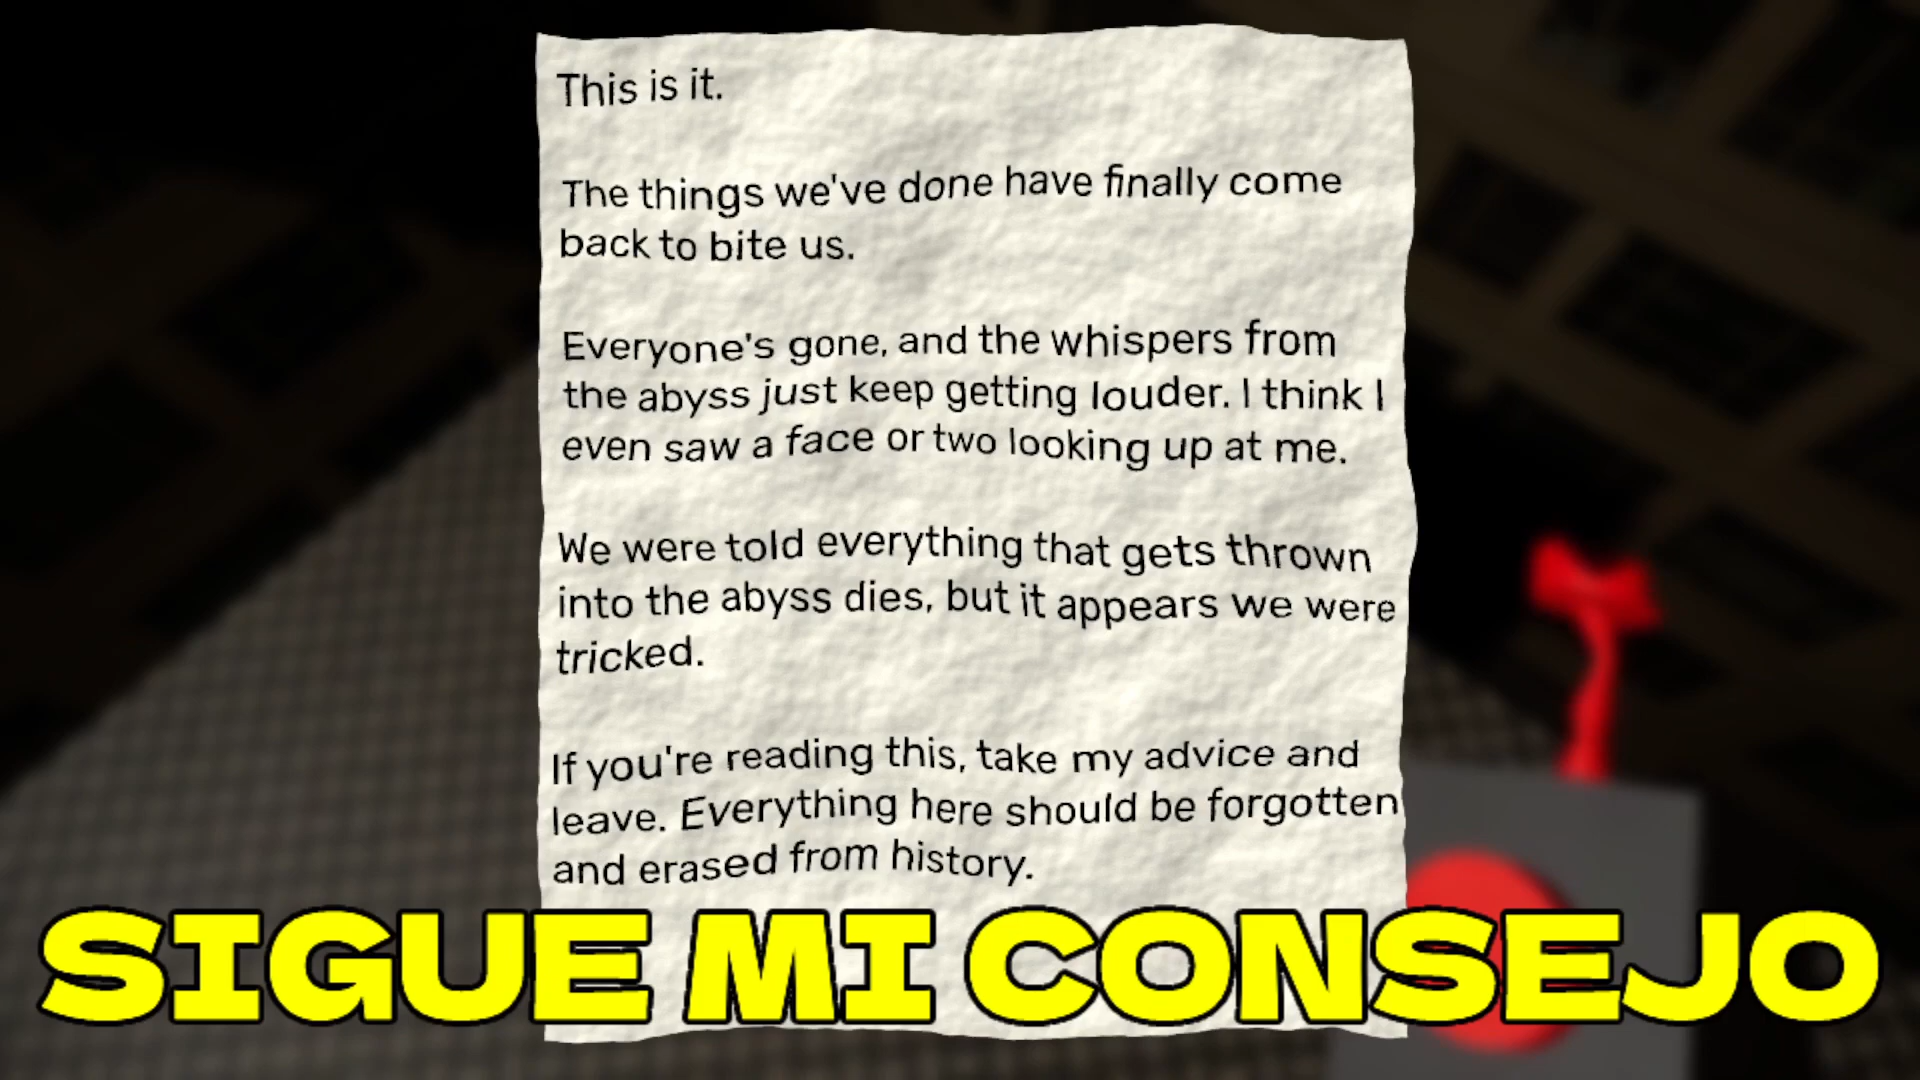 This is it.
The things we've done have finally come
back to bite us.
Everyone's gone, and the whispers from
the abyss just keep getting louder. I think I
even saw a face or two looking up at me.
We were told everything that gets thrown
into the abyss dies, but it appears we were
tricked.
If you're reading this, take my advice and
leave. Everything here should be forgotten
and erased from history.
SIGUE MI CONSEJO